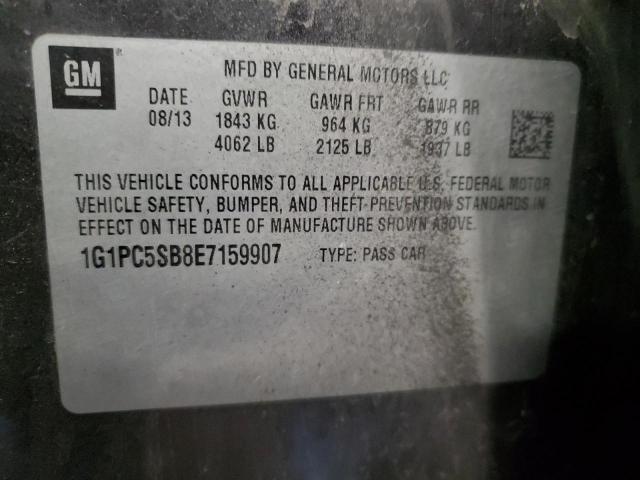 GM
MFD BY GENERAL MOTORS LLC
DATE GVWR GAWR FRT GAWR RR
08/13 1843 KG 964 KG 879 KG
4062 LB 2125 LB 1937 LB
THIS VEHICLE CONFORMS TO ALL APPLICABLE U.S. FEDERAL MOTOR
VEHICLE SAFETY, BUMPER, AND THEFT PREVENTION STANDARDS IN
EFFECT ON THE DATE OF MANUFACTURE SHOWN ABOVE.
1G1PC5SB8E7159907 TYPE: PASS CAR